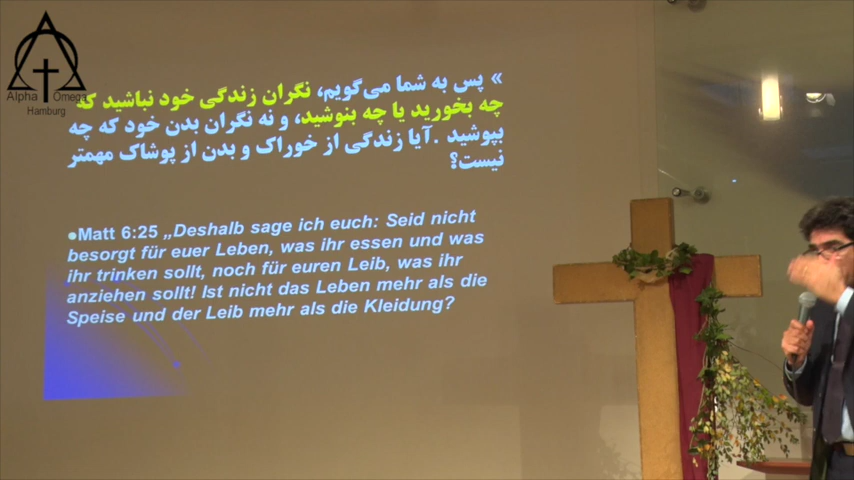 Alpha Omega
Hamburg
» پس به شما می‌گویم، نگران زندگی خود نباشید که
چه بخورید یا چه بنوشید، و نه نگران بدن خود که چه
بپوشید .آیا زندگی از خوراک و بدن از پوشاک مهمتر
نیست؟
●Matt 6:25 „Deshalb sage ich euch: Seid nicht
besorgt für euer Leben, was ihr essen und was
ihr trinken sollt, noch für euren Leib, was ihr
anziehen sollt! Ist nicht das Leben mehr als die
Speise und der Leib mehr als die Kleidung?